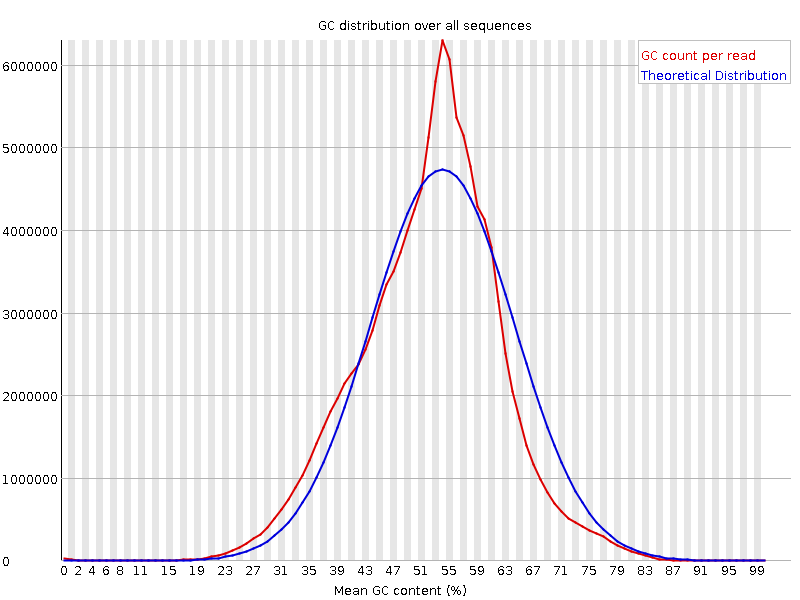 GC distribution over all sequences
GC count per read
Theoretical Distribution
6000000
5000000
4000000
3000000
2000000
1000000
0
0 2 4 6 8 11 15 19 23 27 31 35 39 43 47 51 55 59 63 67 71 75 79 83 87 91 95 99
Mean GC content (%)